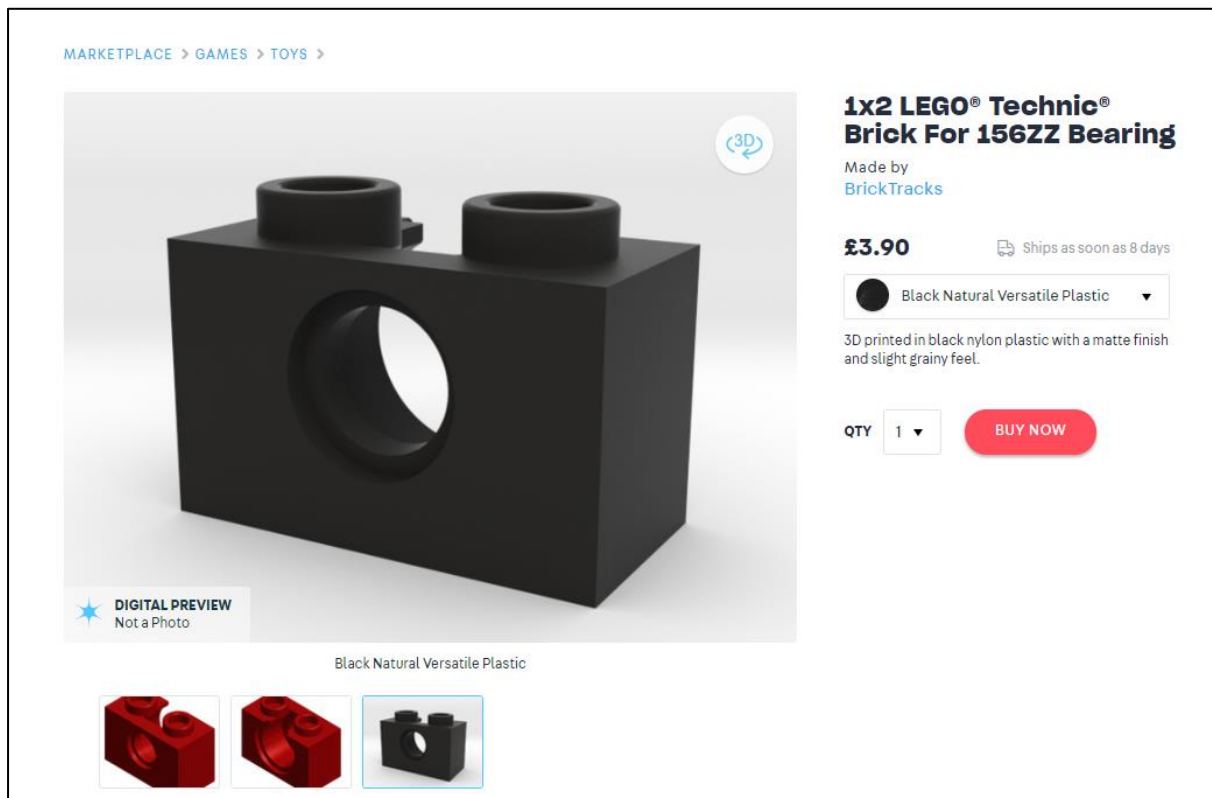 MARKETPLACE > GAMES > TOYS >
3D
1x2 LEGO® Technic®
Brick For 156ZZ Bearing
Made by
BrickTracks
£3.90
Ships as soon as 8 days
Black Natural Versatile Plastic
3D printed in black nylon plastic with a matte finish
and slight grainy feel.
QTY 1 BUY NOW
DIGITAL PREVIEW
Not a Photo
Black Natural Versatile Plastic